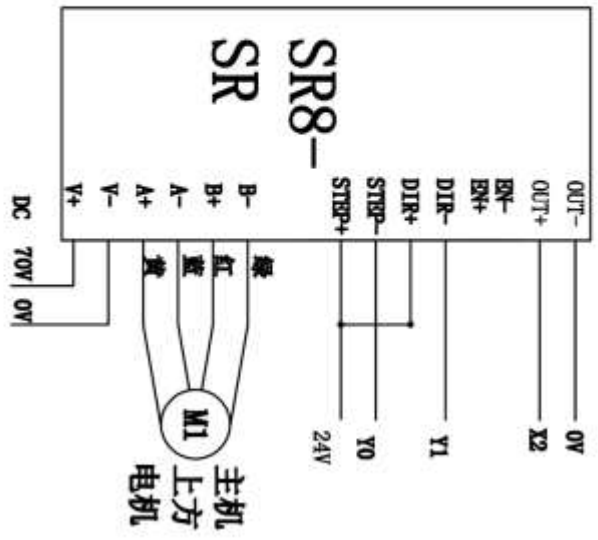 SR8-
SR
OUT-
0V
OUT+
X2
EN-
EN+
DIR-
Y1
DIR+
STEP-
Y0
STEP+
24V
B-
绿
B+
红
A-
蓝
A+
黄
M1
主机
上方
电机
V-
V+
DC 70V 0V